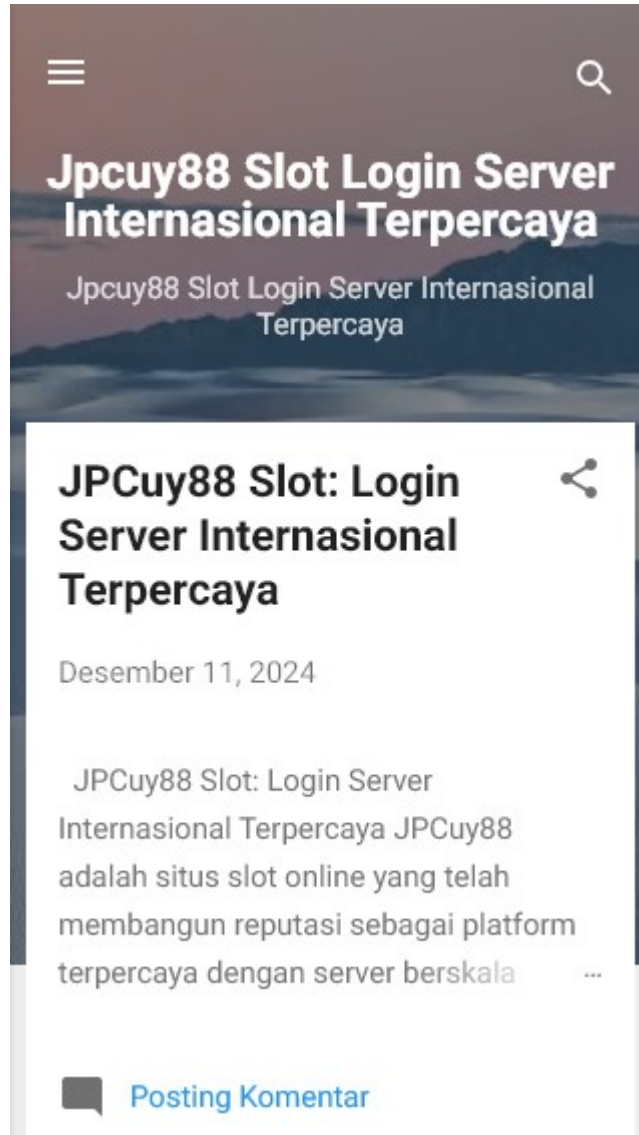 Jpcuy88 Slot Login Server
Internasional Terpercaya
Jpcuy88 Slot Login Server Internasional
Terpercaya
JPCuy88 Slot: Login
Server Internasional
Terpercaya
Desember 11, 2024
JPCuy88 Slot: Login Server
Internasional Terpercaya JPCuy88
adalah situs slot online yang telah
membangun reputasi sebagai platform
terpercaya dengan server berskala ...
Posting Komentar